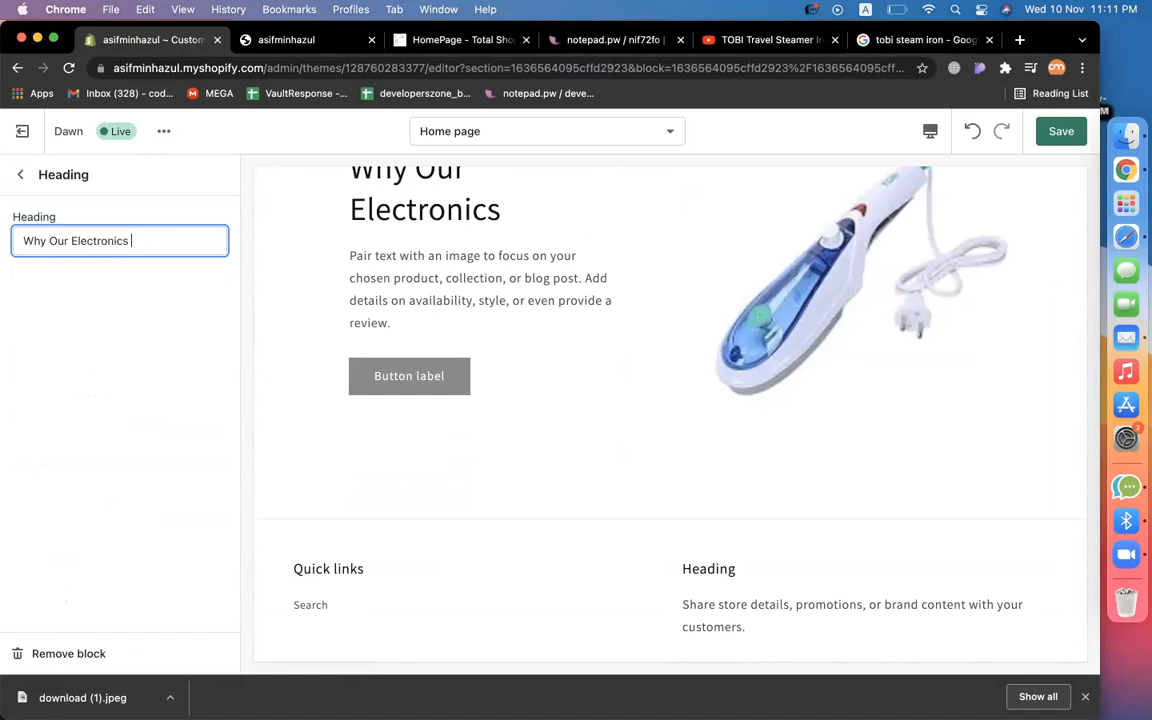 Chrome File Edit View History Bookmarks Profiles Tab Window Help
A Wed 10 Nov 11:11 PM
asifminhazul ~ Custom
asifminhazul
HomePage - Total Sho
notepad.pw / nif72fo
TOBI Travel Steamer Ir
tobi steam iron - Goog
asifminhazul.myshopify.com/admin/themes/128760283377/editor?section=1636564095cffd2923&block=1636564095cffd2923%2F1636564095cff...
Apps Inbox (328) - cod... MEGA VaultResponse -... developerszone_b... notepad.pw / deve... Reading List
Dawn Live Home page Save
Heading
Heading
Why Our Electronics
Why Our
Electronics
Pair text with an image to focus on your
chosen product, collection, or blog post. Add
details on availability, style, or even provide a
review.
Button label
Quick links
Search
Heading
Share store details, promotions, or brand content with your
customers.
Remove block
download (1).jpeg
Show all
2